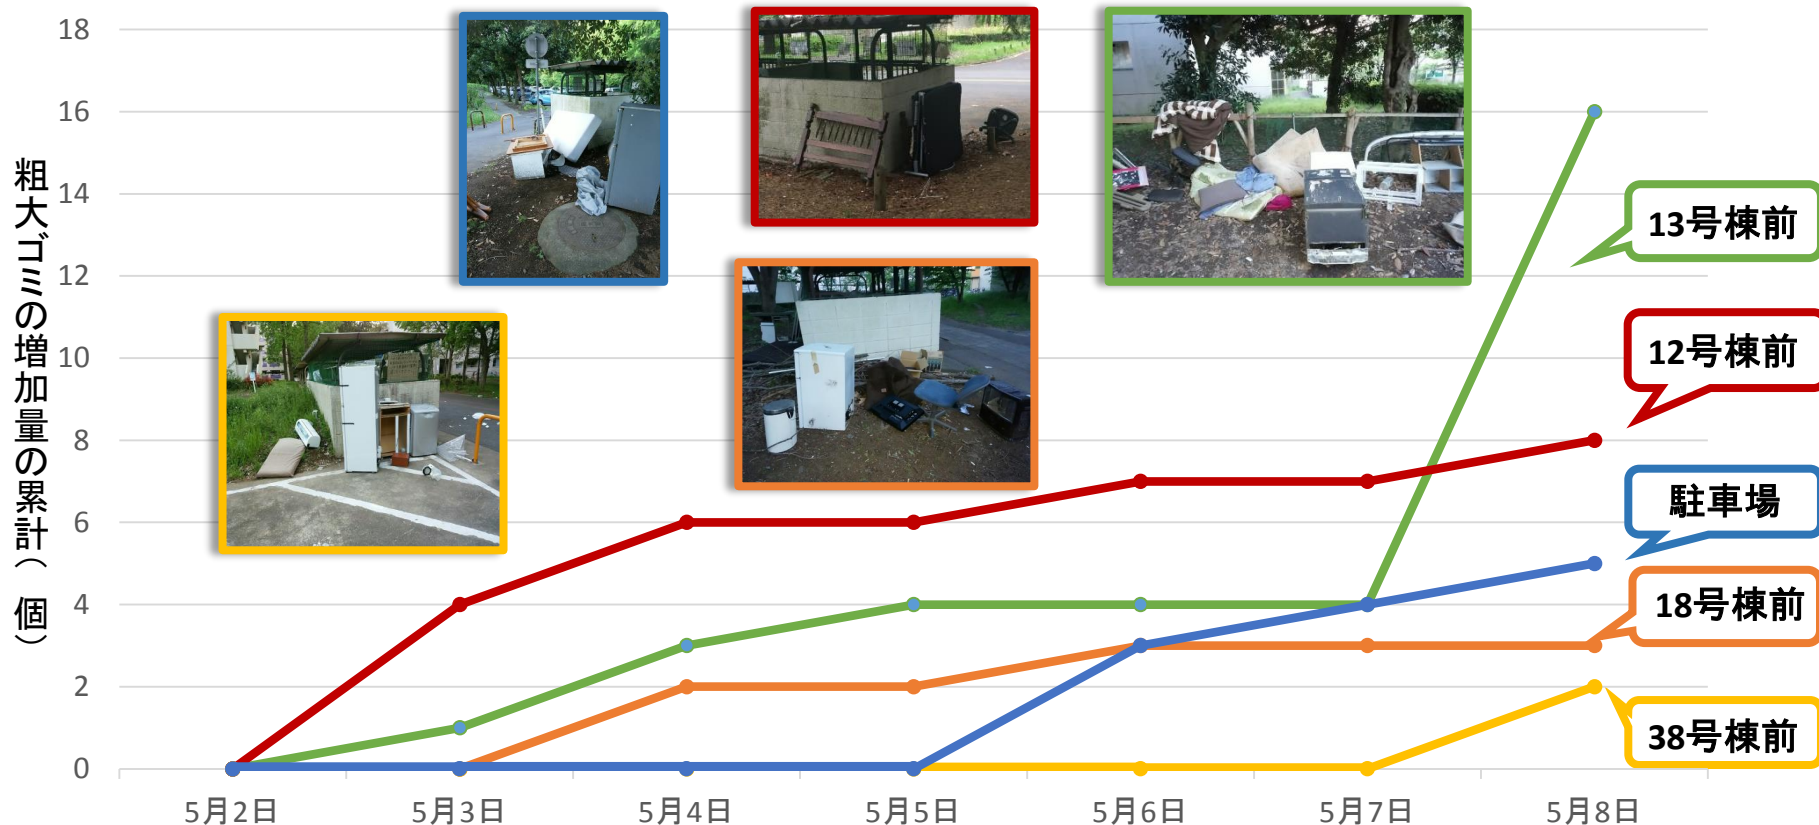 粗大ゴミの増加量の累計（個）
18
16
14
12
10
8
6
4
2
0
5月2日
5月3日
5月4日
5月5日
5月6日
5月7日
5月8日
13号棟前
12号棟前
駐車場
18号棟前
38号棟前